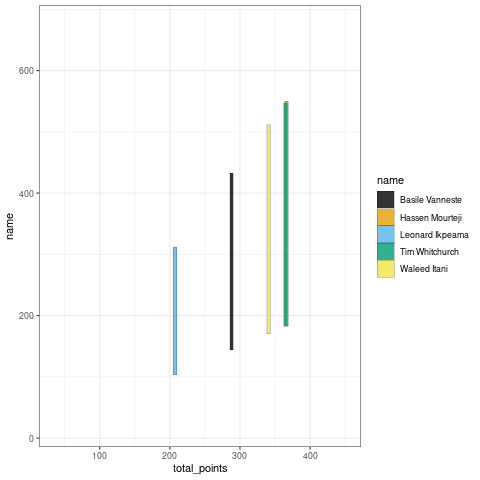 600
400
200
0
name
100
200
300
400
total_points
name
Basile Vanneste
Hassen Mourteji
Leonard Ikpeama
Tim Whitchurch
Waleed Itani